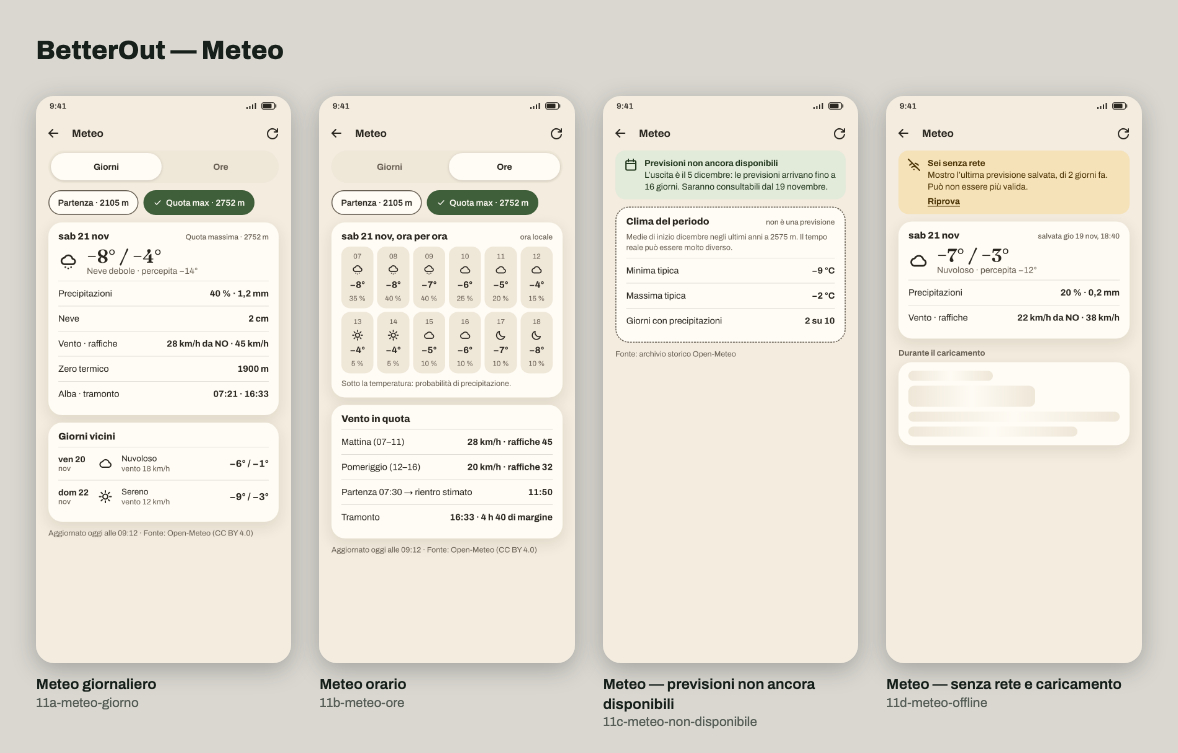 BetterOut — Meteo
9:41
Meteo
Giorni
Ore
Partenza · 2105 m
Quota max · 2752 m
sab 21 nov
Quota massima · 2752 m
−8° / −4°
Neve debole · percepita −14°
Precipitazioni
40 % · 1,2 mm
Neve
2 cm
Vento · raffiche
28 km/h da NO · 45 km/h
Zero termico
1900 m
Alba · tramonto
07:21 · 16:33
Giorni vicini
ven 20
nov
Nuvoloso
vento 18 km/h
−6° / −1°
dom 22
nov
Sereno
vento 12 km/h
−9° / −3°
Aggiornato oggi alle 09:12 · Fonte: Open-Meteo (CC BY 4.0)
Meteo giornaliero
11a-meteo-giorno
9:41
Meteo
Giorni
Ore
Partenza · 2105 m
Quota max · 2752 m
sab 21 nov, ora per ora
ora locale
07 08 09 10 11 12
−8° −8° −7° −6° −5° −4°
35 % 40 % 40 % 25 % 20 % 15 %
13 14 15 16 17 18
−4° −4° −5° −6° −7° −8°
5 % 5 % 10 % 10 % 10 % 10 %
Sotto la temperatura: probabilità di precipitazione.
Vento in quota
Mattina (07–11)
28 km/h · raffiche 45
Pomeriggio (12–16)
20 km/h · raffiche 32
Partenza 07:30 → rientro stimato
11:50
Tramonto
16:33 · 4 h 40 di margine
Aggiornato oggi alle 09:12 · Fonte: Open-Meteo (CC BY 4.0)
Meteo orario
11b-meteo-ore
9:41
Meteo
Previsioni non ancora disponibili
L'uscita è il 5 dicembre: le previsioni arrivano fino a
16 giorni. Saranno consultabili dal 19 novembre.
Clima del periodo
non è una previsione
Medie di inizio dicembre negli ultimi anni a 2575 m. Il tempo
reale può essere molto diverso.
Minima tipica
−9 °C
Massima tipica
−2 °C
Giorni con precipitazioni
2 su 10
Fonte: archivio storico Open-Meteo
Meteo — previsioni non ancora
disponibili
11c-meteo-non-disponibile
9:41
Meteo
Sei senza rete
Mostro l'ultima previsione salvata, di 2 giorni fa.
Può non essere più valida.
Riprova
sab 21 nov
salvata gio 19 nov, 18:40
−7° / −3°
Nuvoloso · percepita −12°
Precipitazioni
20 % · 0,2 mm
Vento · raffiche
22 km/h da NO · 38 km/h
Durante il caricamento
Meteo — senza rete e caricamento
11d-meteo-offline